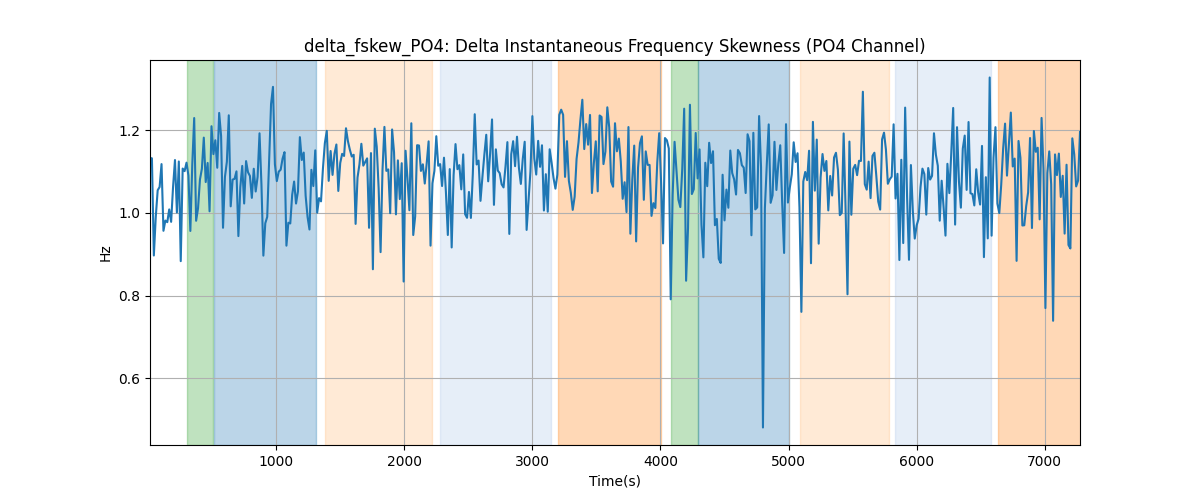 delta_fskew_PO4: Delta Instantaneous Frequency Skewness (PO4 Channel)
1.2
1.0
0.8
0.6
Hz
1000 2000 3000 4000 5000 6000 7000
Time(s)